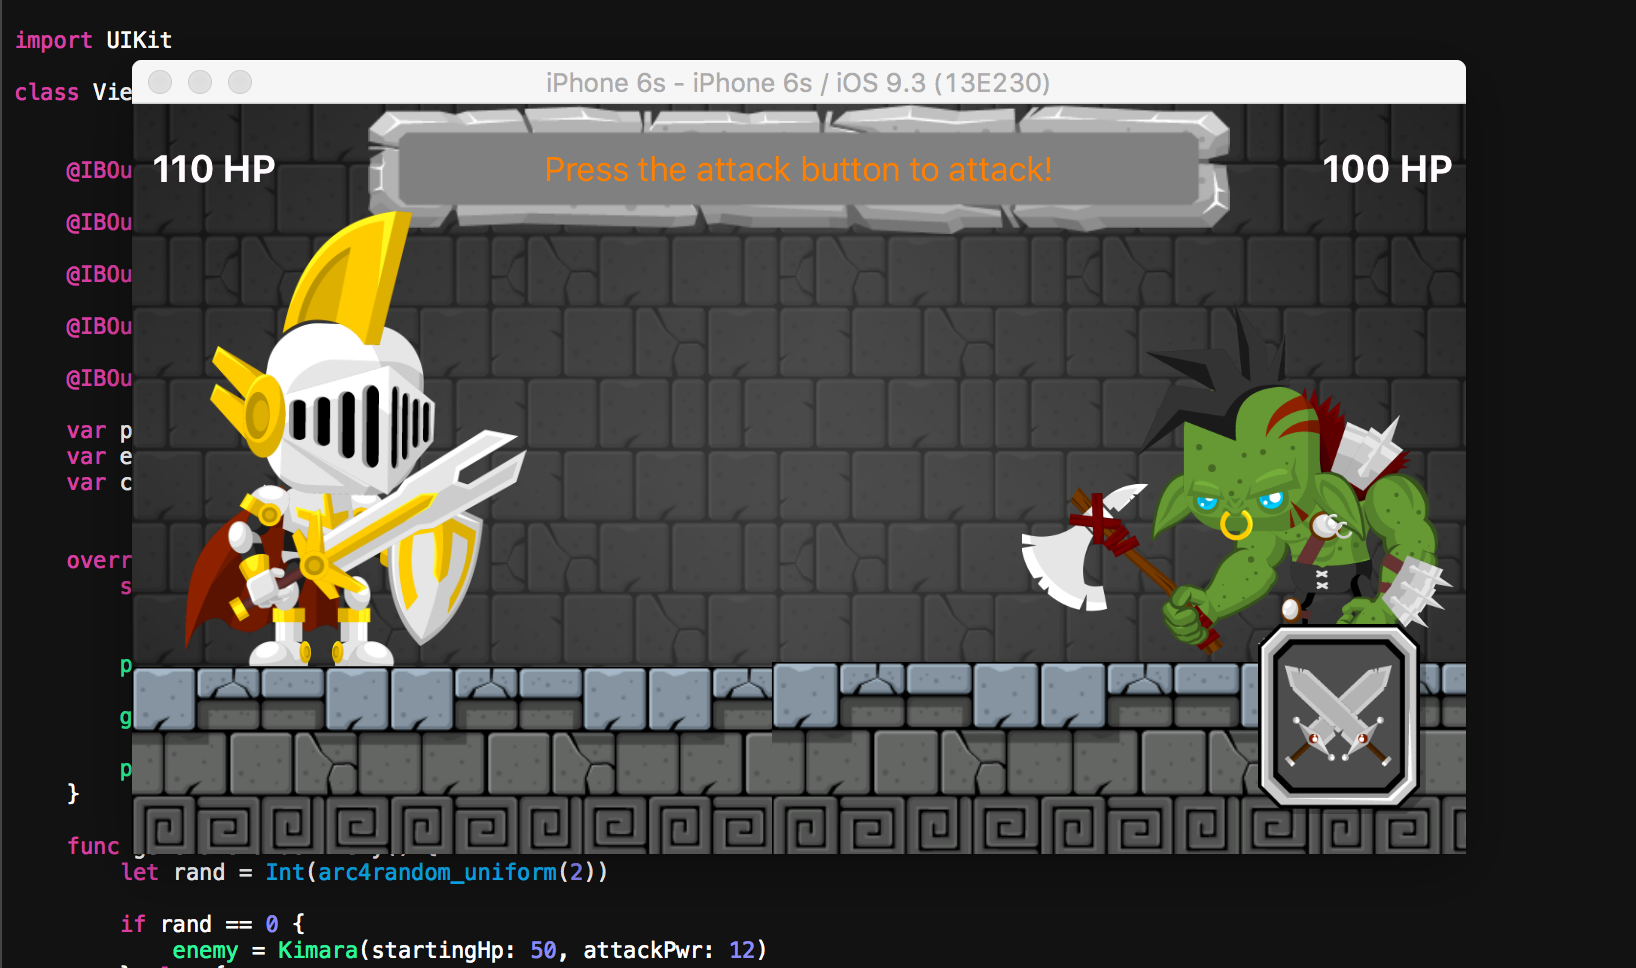 import UIKit
iPhone 6s - iPhone 6s / iOS 9.3 (13E230)
class Vie
110 HP
Press the attack button to attack!
100 HP
@IBOu
@IBOu
@IBOu
@IBOu
@IBOu
var p
var e
var c
overr
s
p
g
p
}
func
let rand = Int(arc4random_uniform(2))
if rand == 0 {
enemy = Kimara(startingHp: 50, attackPwr: 12)